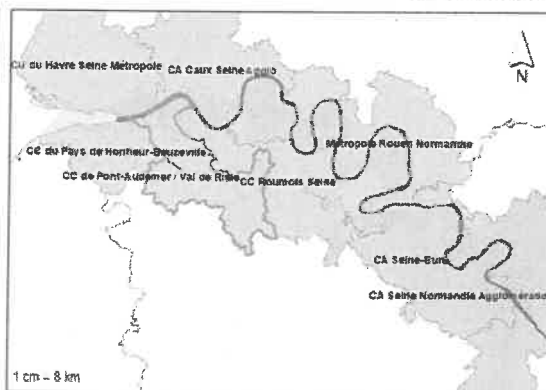 CU du Havre Seine Métropole
CA Caux Seine Agglo
N
CC du Pays de Honfleur-Beuzeville
Métropole Rouen Normandie
CC de Pont-Audemer / Val de Risle
CC Roumois Seine
CA Seine-Eure
CA Seine Normandie Agglomération
1 cm – 8 km